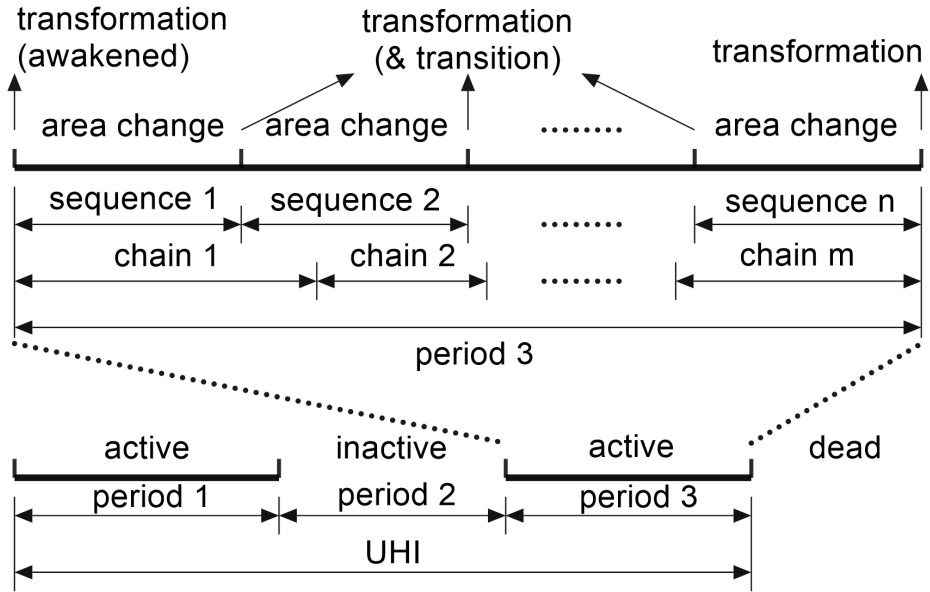 transformation
(awakened)
transformation
(& transition)
transformation
area change
area change
........
area change
sequence 1
sequence 2
........
sequence n
chain 1
chain 2
........
chain m
period 3
active
inactive
active
dead
period 1
period 2
period 3
UHI